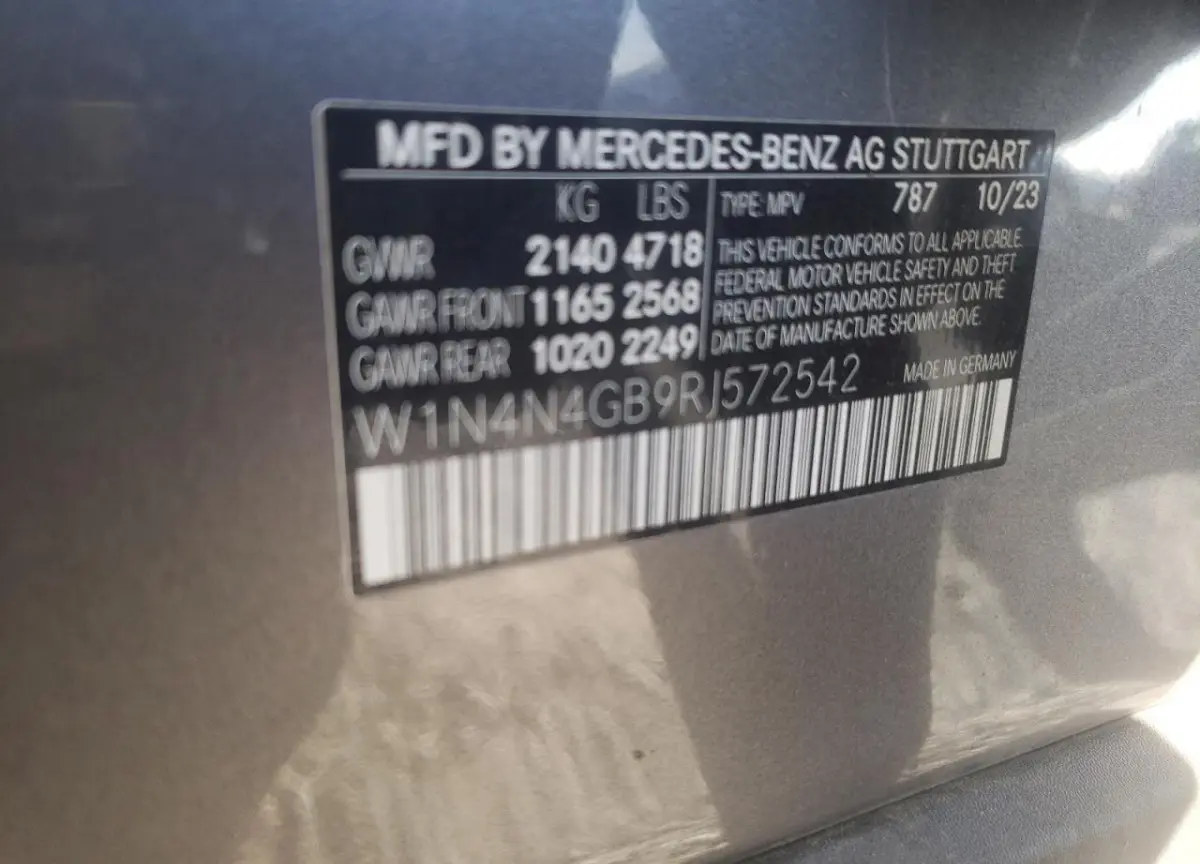 MFD BY MERCEDES-BENZ AG STUTTGART
KG LBS
GVWR 2140 4718
GAWR FRONT 1165 2568
GAWR REAR 1020 2249
TYPE: MPV 787 10/23
THIS VEHICLE CONFORMS TO ALL APPLICABLE
FEDERAL MOTOR VEHICLE SAFETY AND THEFT
PREVENTION STANDARDS IN EFFECT ON THE
DATE OF MANUFACTURE SHOWN ABOVE.
W1N4N4GB9RJ572542
MADE IN GERMANY